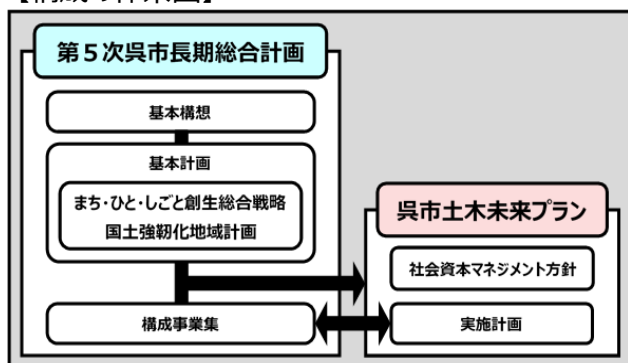 第５次呉市長期総合計画
基本構想
基本計画
まち・ひと・しごと創生総合戦略
国土強靭化地域計画
構成事業集
呉市土木未来プラン
社会資本マネジメント方針
実施計画